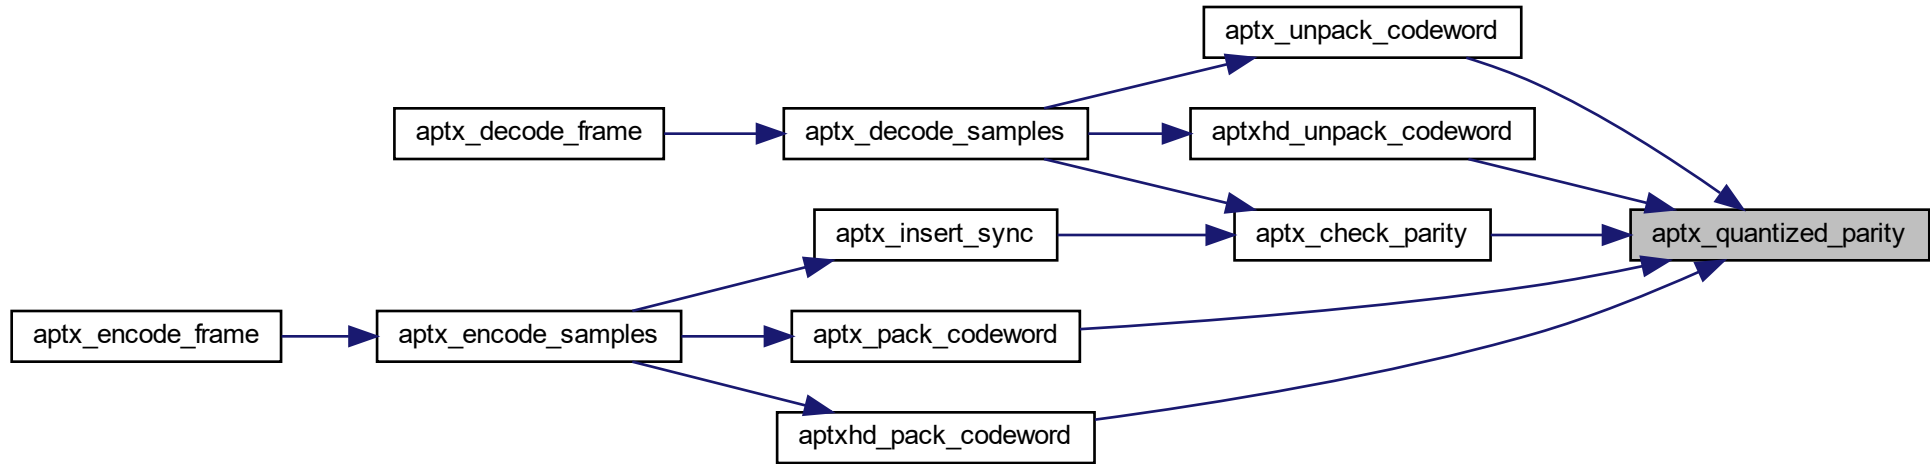 aptx_unpack_codeword
aptx_decode_frame
aptx_decode_samples
aptxhd_unpack_codeword
aptx_insert_sync
aptx_check_parity
aptx_quantized_parity
aptx_encode_frame
aptx_encode_samples
aptx_pack_codeword
aptxhd_pack_codeword